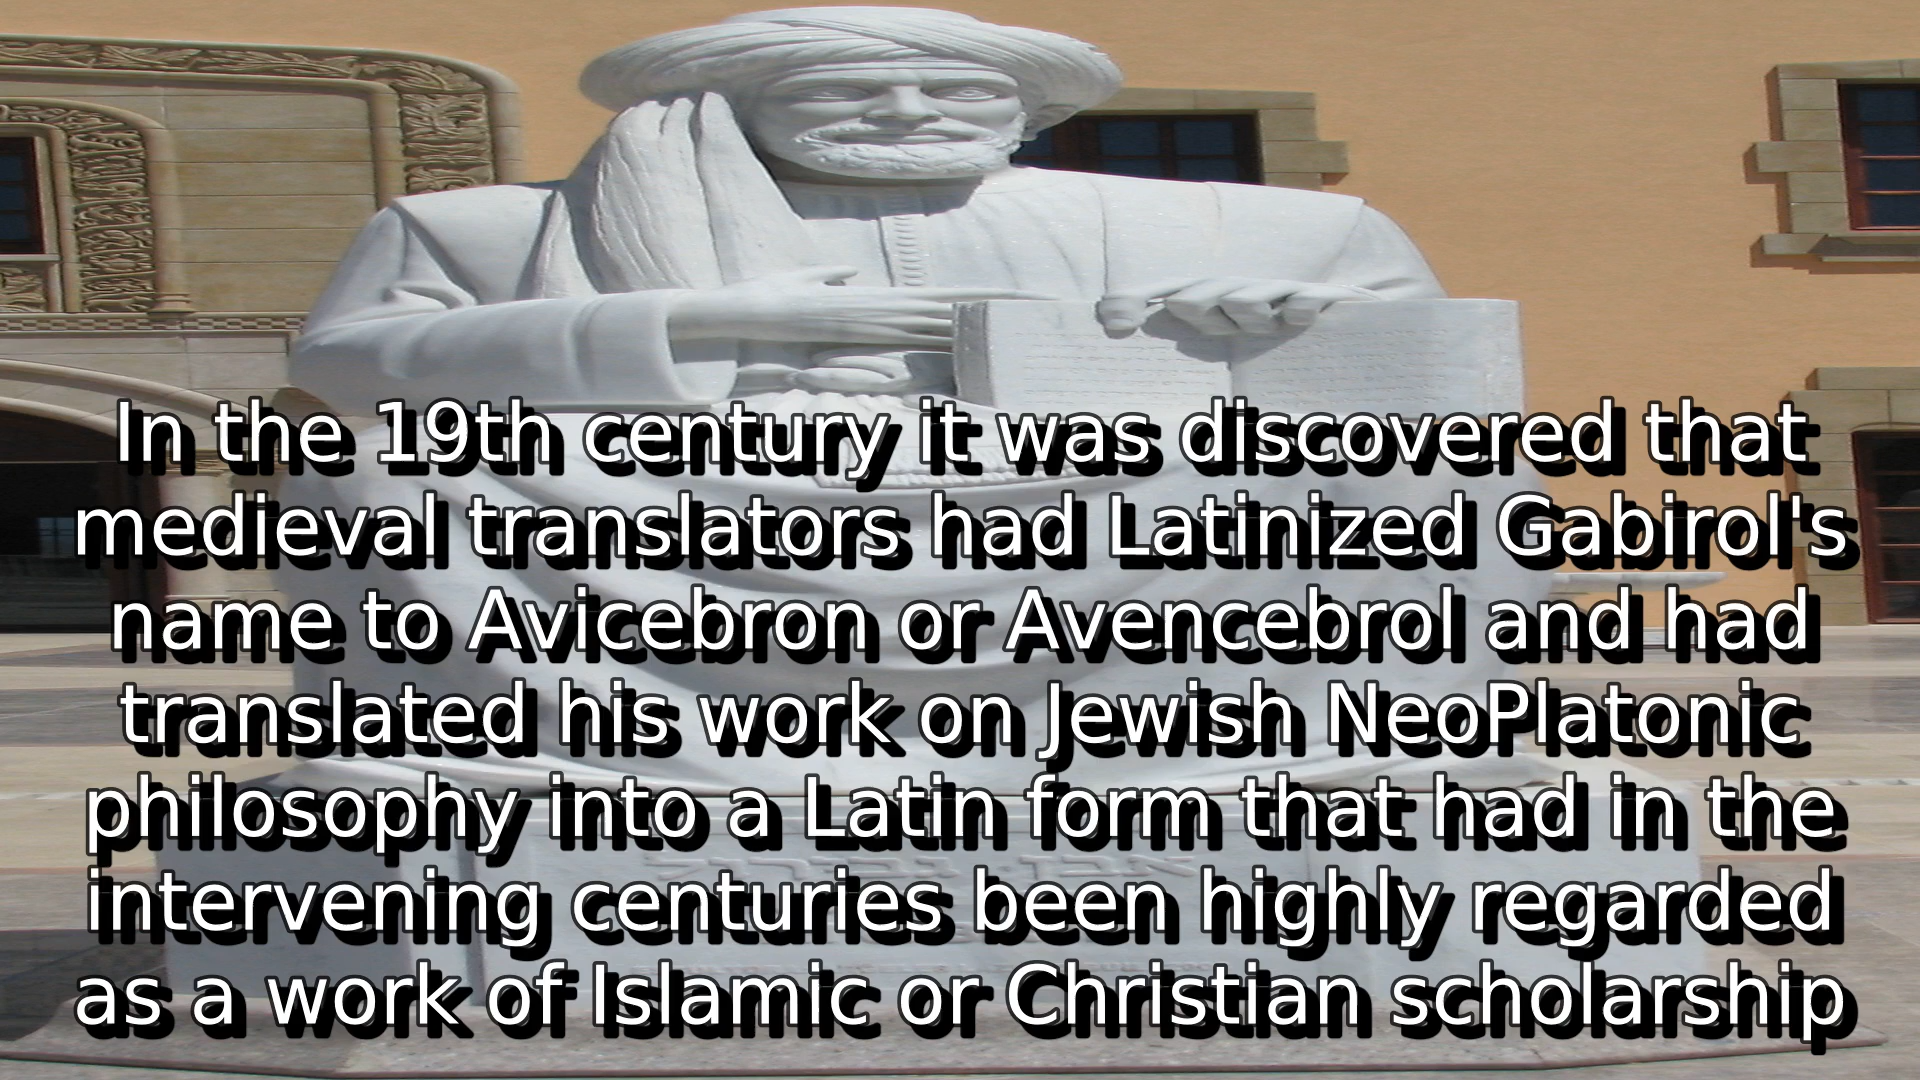 In the 19th century it was discovered that
medieval translators had Latinized Gabirol's
name to Avicebron or Avencebrol and had
translated his work on Jewish NeoPlatonic
philosophy into a Latin form that had in the
intervening centuries been highly regarded
as a work of Islamic or Christian scholarship
אבן גבירול